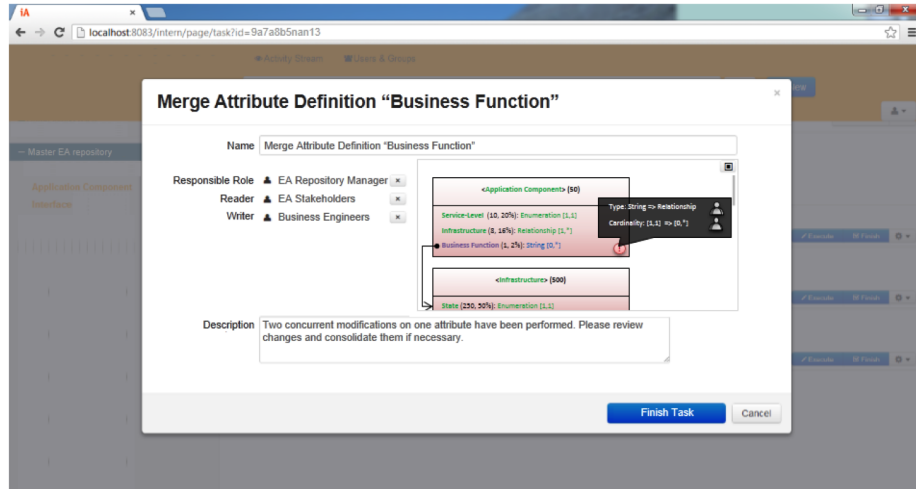 iA
localhost:8083/intern/page/task?id=9a7a8b5nan13
Activity Stream Users & Groups
Merge Attribute Definition “Business Function”
Name Merge Attribute Definition "Business Function"
Master EA repository
Application Component
Interface
Responsible Role EA Repository Manager
Reader EA Stakeholders
Writer Business Engineers
<Application Component> (50)
Service-Level (10, 20%): Enumeration [1,1]
Infrastructure (8, 16%): Relationship [1,*]
Business Function (1, 2%): String [0,*]
Type: String => Relationship
Cardinality: [1,1] => [0,*]
<Infrastructure> (500)
State (250, 50%): Enumeration [1,1]
Execute Finish
Execute Finish
Execute Finish
Description Two concurrent modifications on one attribute have been performed. Please review
changes and consolidate them if necessary.
Finish Task Cancel